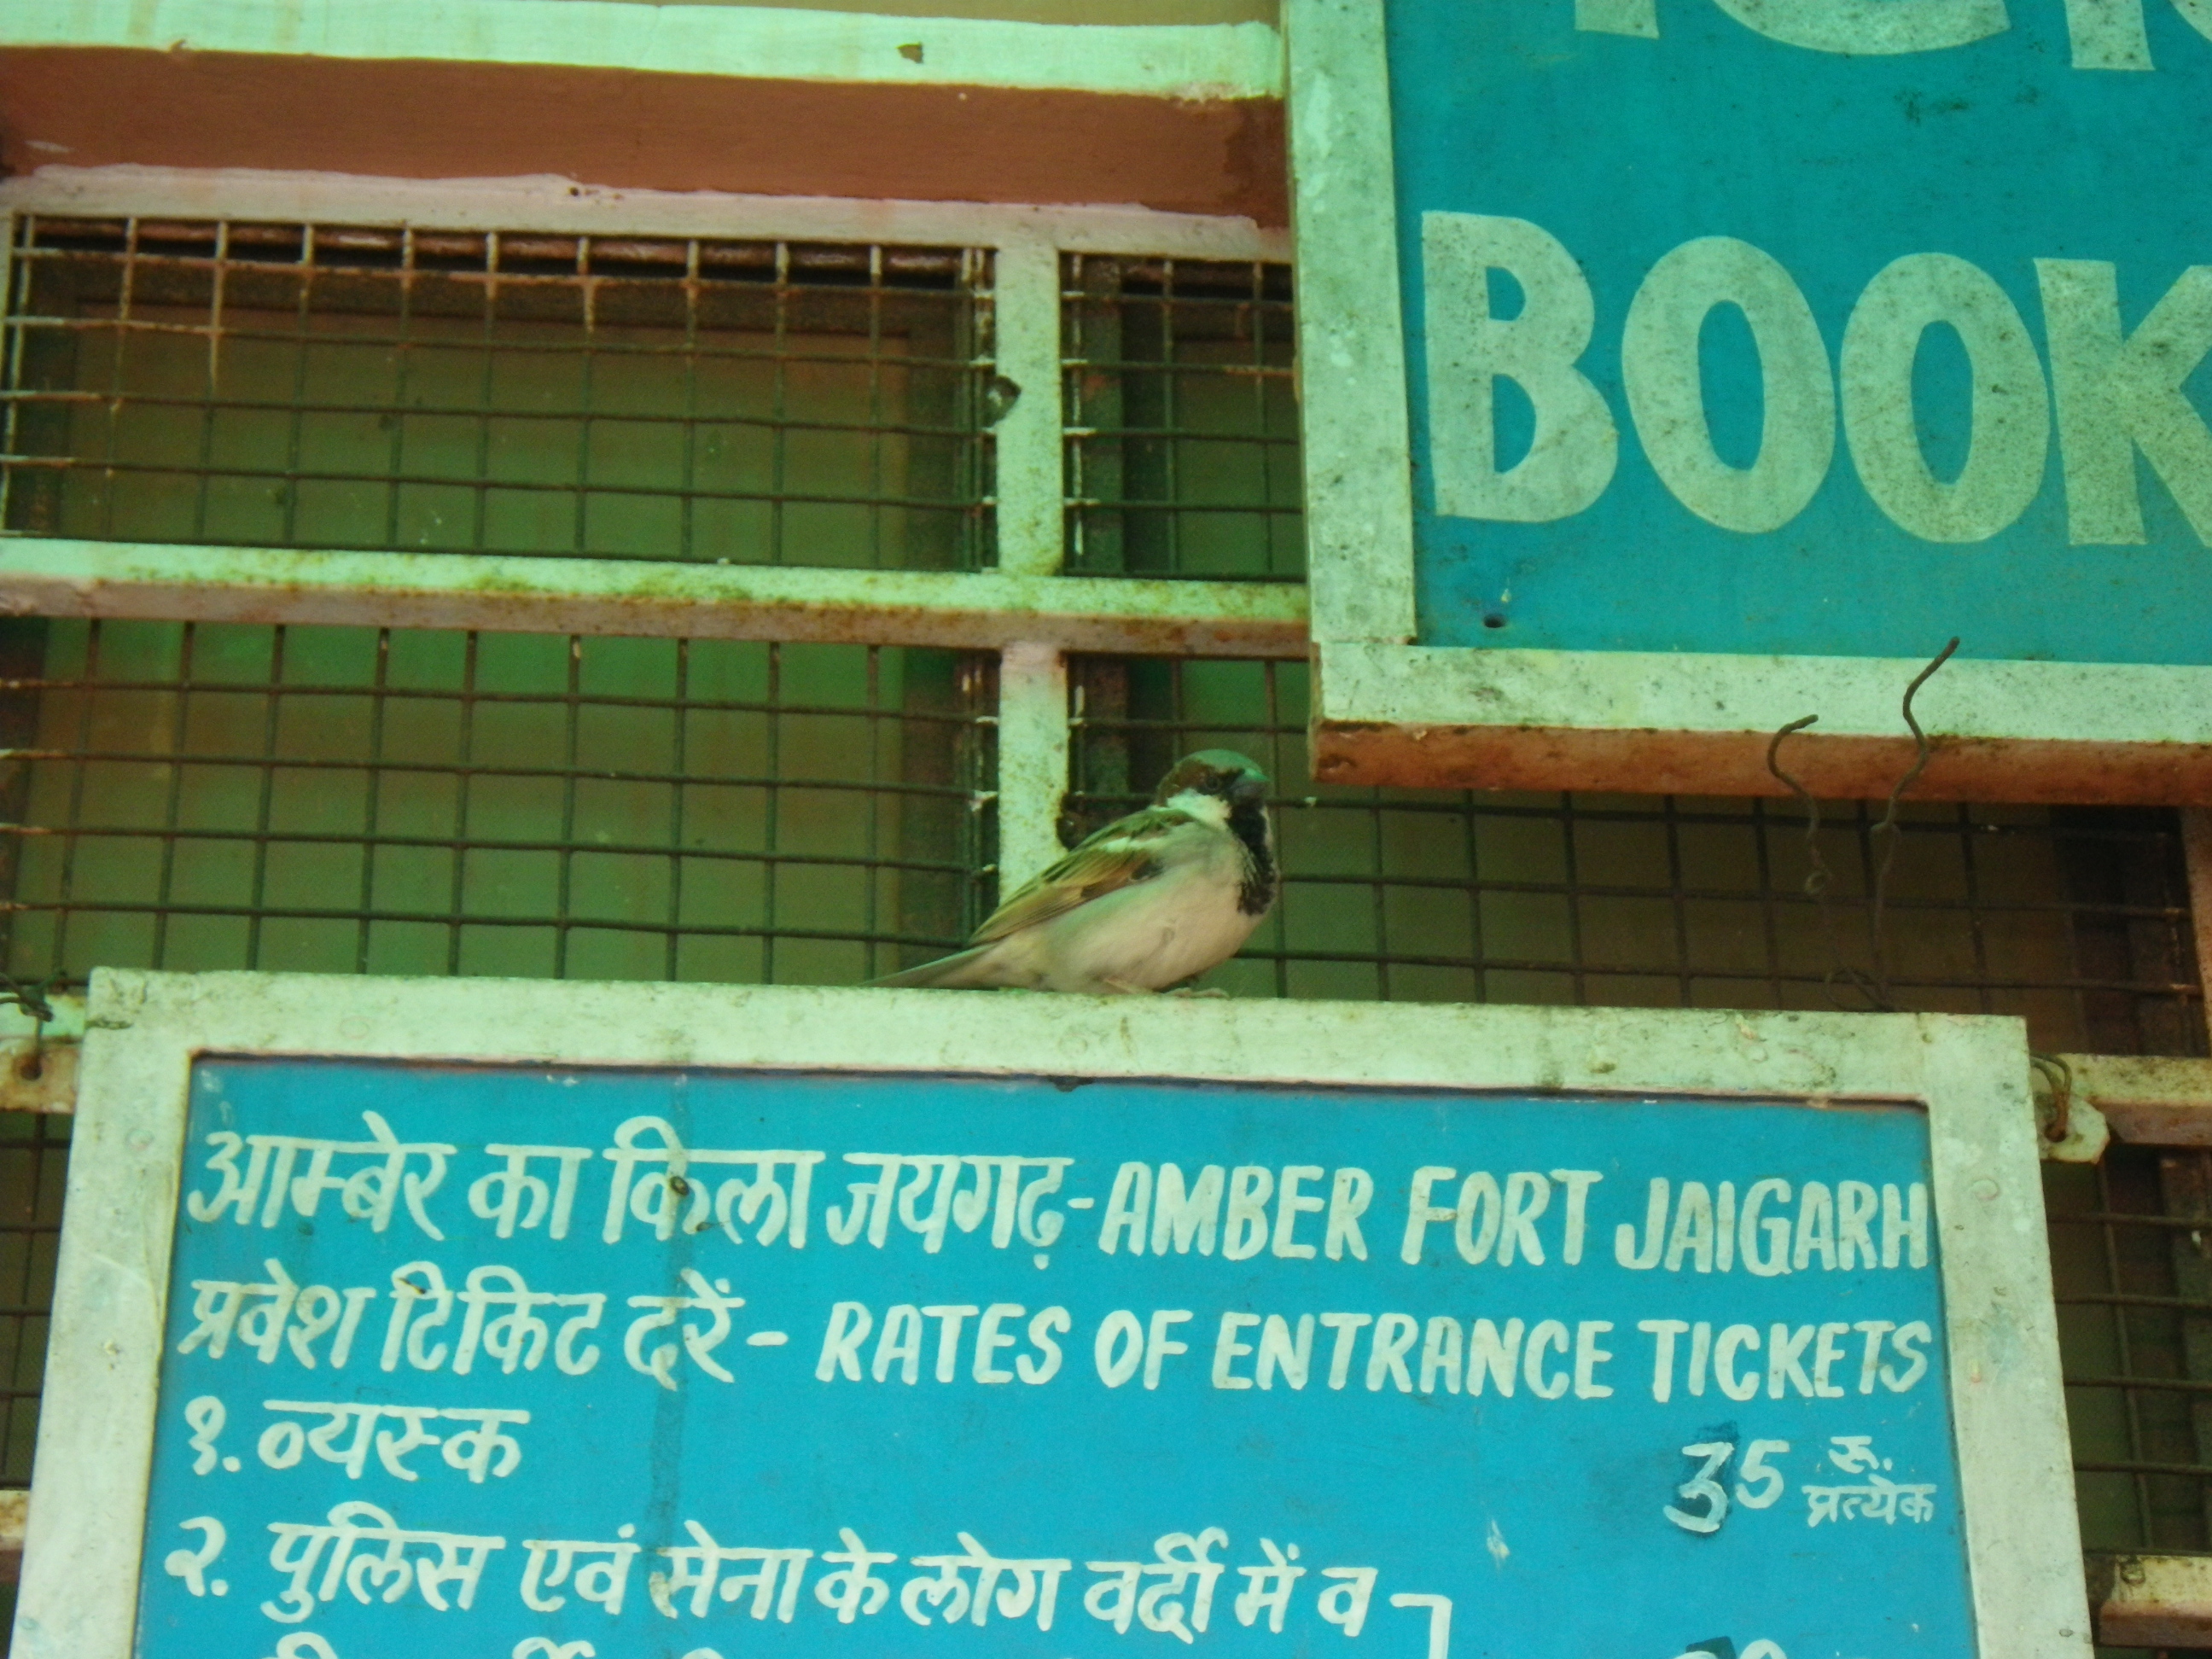 BOOK
आम्बेर का किला जयगढ़-AMBER FORT JAIGARH
प्रवेश टिकिट दरें- RATES OF ENTRANCE TICKETS
१. व्यस्क 35 रू. प्रत्येक
२. पुलिस एवं सेना के लोग वर्दी में व